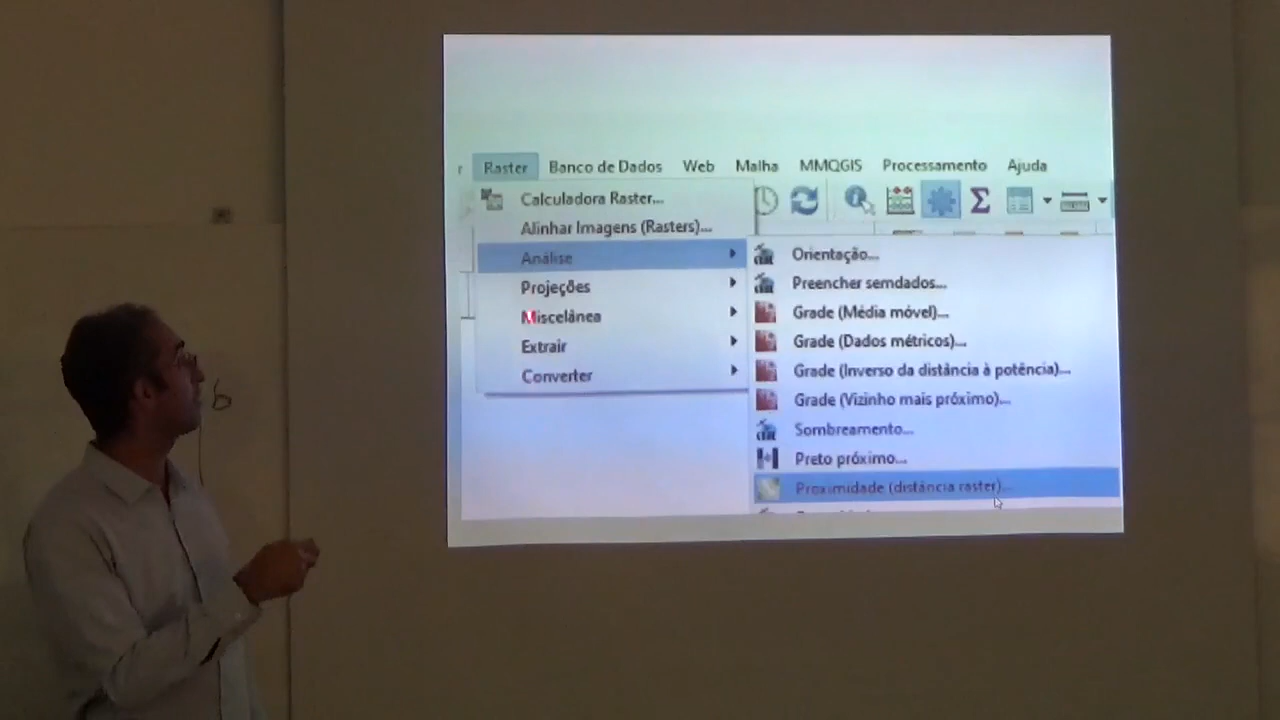 r Raster Banco de Dados Web Malha MMQGIS Processamento Ajuda
Calculadora Raster...
Alinhar Imagens (Rasters)...
Análise
Projeções
Miscelânea
Extrair
Converter
Σ
Orientação...
Preencher semdados...
Grade (Média móvel)...
Grade (Dados métricos)...
Grade (Inverso da distância à potência)...
Grade (Vizinho mais próximo)...
Sombreamento...
Preto próximo...
Proximidade (distância raster)...
6